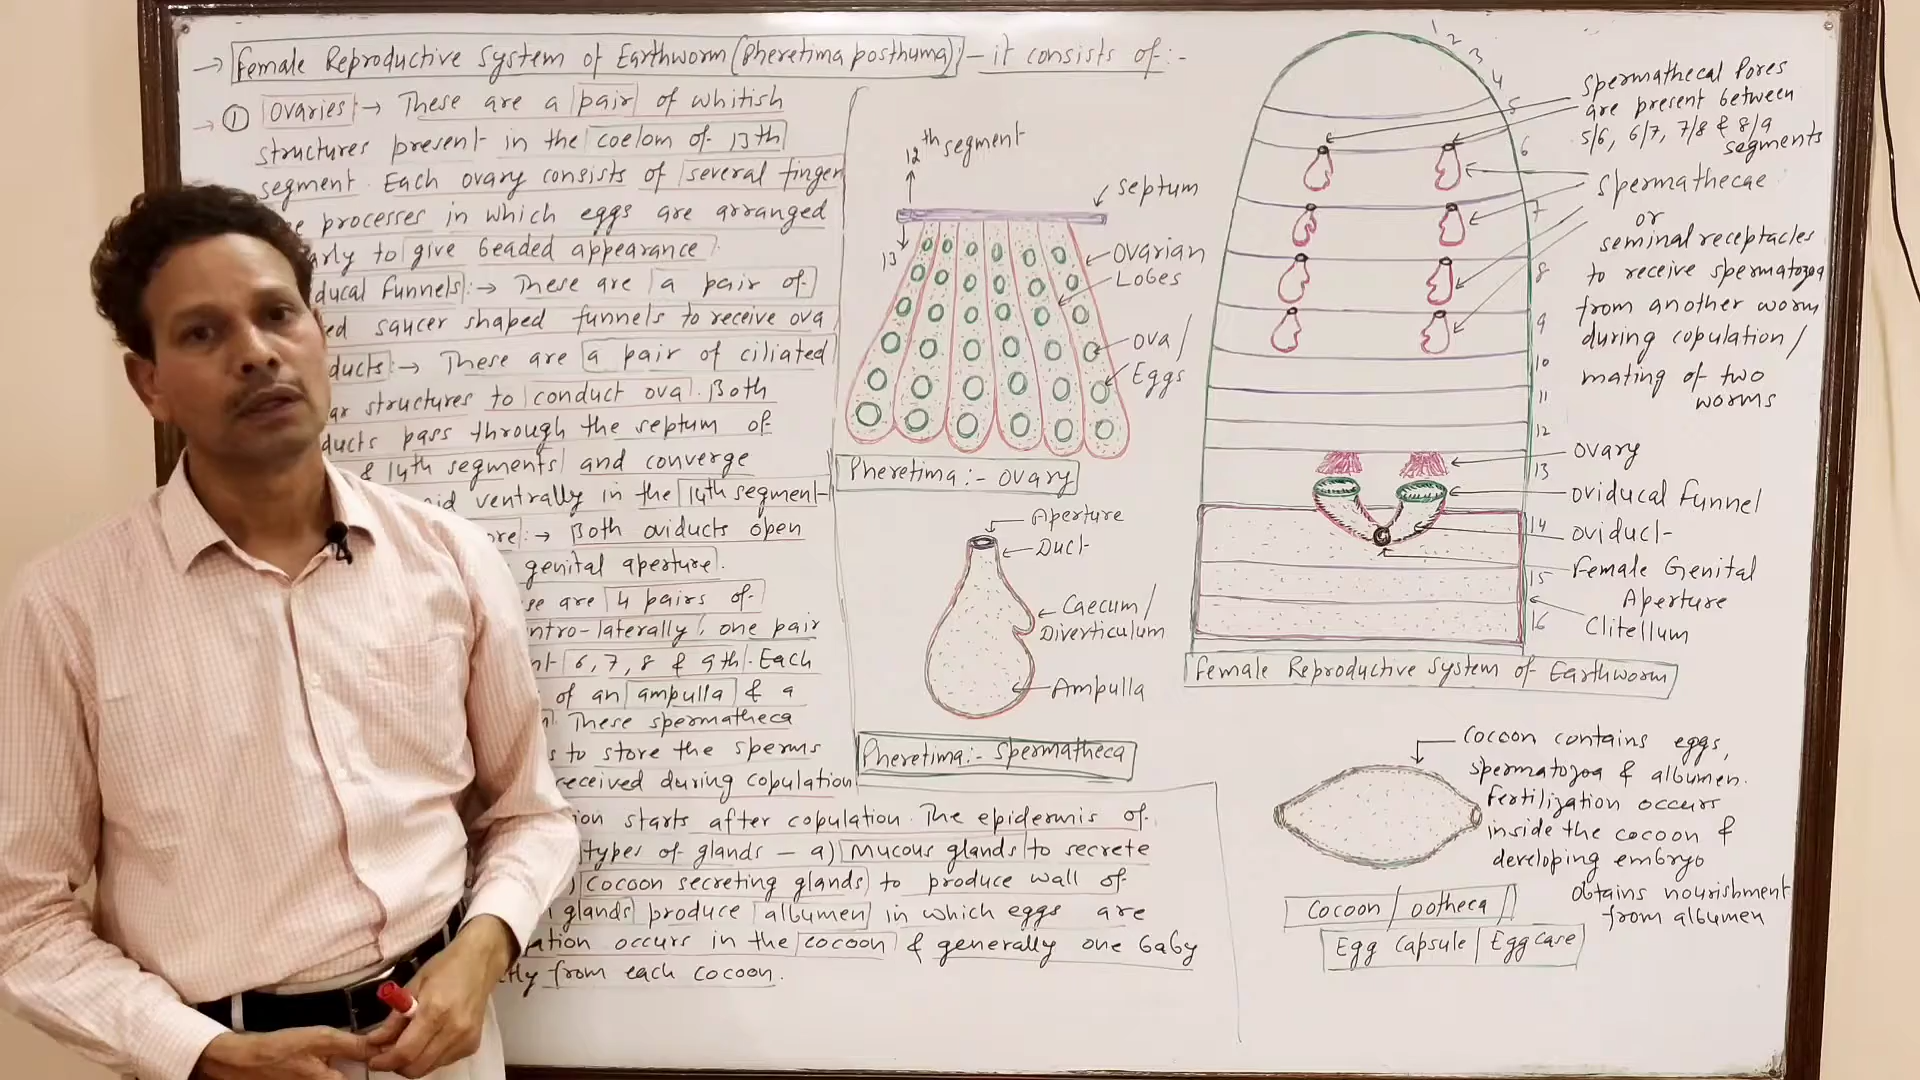 → Female Reproductive System of Earthworm (Pheretima posthuma):- it consists of:-
→ ① Ovaries → These are a pair of whitish
structures present in the coelom of 13th
segment. Each ovary consists of several finger
processes in which eggs are arranged
to give beaded appearance.
ducal funnels:→ These are a pair of
saucer shaped funnels to receive ova
ducts:→ These are a pair of ciliated
structures to conduct ova. Both
ducts pass through the septum of
& 14th segments and converge
ventrally in the 14th segment
re:→ Both oviducts open
genital aperture.
se are 4 pairs of
ntro-laterally, one pair
6, 7, 8 & 9th. Each
of an ampulla & a
These spermatheca
s to store the sperms
received during copulation
ion starts after copulation. The epidermis of
types of glands - a) Mucous glands to secrete
) Cocoon secreting glands to produce wall of
glands produce albumen in which eggs are
ation occurs in the cocoon & generally one baby
tly from each cocoon.
12th segment
Septum
13
Ovarian
Lobes
Ova/
Eggs
Pheretima:- Ovary
Aperture
Duct
Caecum/
Diverticulum
Ampulla
Pheretima:- Spermatheca
1
2
3
4
5
6
7
8
9
10
11
12
13
14
15
16
Spermathecal Pores
are present between
5/6, 6/7, 7/8 & 8/9
segments
Spermathecae
or
seminal receptacles
to receive spermatozoa
from another worm
during copulation/
mating of two
worms
Ovary
Oviducal Funnel
Oviduct
Female Genital
Aperture
Clitellum
Female Reproductive System of Earthworm
Cocoon contains eggs,
spermatozoa & albumen.
Fertilization occurs
inside the cocoon &
developing embryo
obtains nourishment
from albumen
Cocoon/ootheca/
Egg capsule/Egg case